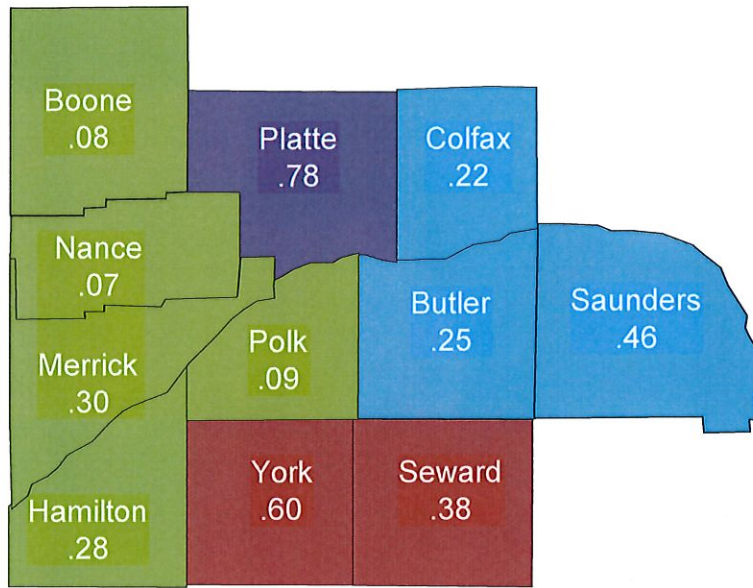 Boone
.08
Platte
.78
Colfax
.22
Nance
.07
Butler
.25
Saunders
.46
Polk
.09
Merrick
.30
York
.60
Seward
.38
Hamilton
.28